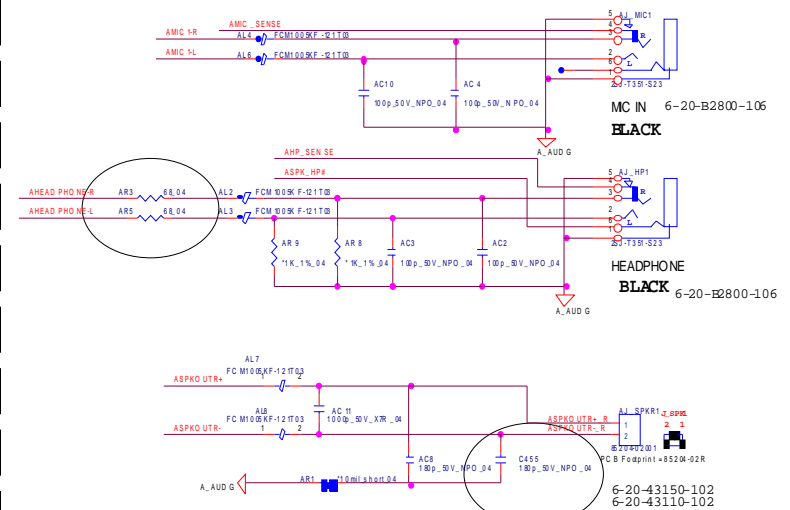 AMIC_SENSE
AMIC 1-R
AL4
FCM1005KF-121T03
AMIC 1-L
AL6
FCM1005KF-121T03
AC10
100p_50V_NPO_04
AC4
100p_50V_NPO_04
A_AUDG
5
AJ_MIC1
4
3
R
2
6
L
1
2SJ-T351-S23
MIC IN 6-20-B2800-106
BLACK
AHP_SENSE
ASPK_HP#
AHEADPHONE-R
AR3
68_04
AL2
FCM1005KF-121T03
AHEADPHONE-L
AR5
68_04
AL3
FCM1005KF-121T03
AR9
*1K_1%_04
AR8
*1K_1%_04
AC3
100p_50V_NPO_04
AC2
100p_50V_NPO_04
A_AUDG
5
AJ_HP1
4
3
R
2
6
L
1
2SJ-T351-S23
HEADPHONE
BLACK 6-20-B2800-106
AL7
FCM1005KF-121T03
ASPKOUTR+
1 2
AC11
1000p_50V_X7R_04
AL8
FCM1005KF-121T03
ASPKOUTR-
1 2
AC8
180p_50V_NPO_04
C455
180p_50V_NPO_04
A_AUDG
AR1
*10mil short 04
ASPKOUTR+_R
ASPKOUTR-_R
AJ_SPKR1
1
2
85204-02001
PCB Footprint = 85204-02R
J_SPK1
2 1
6-20-43150-102
6-20-43110-102